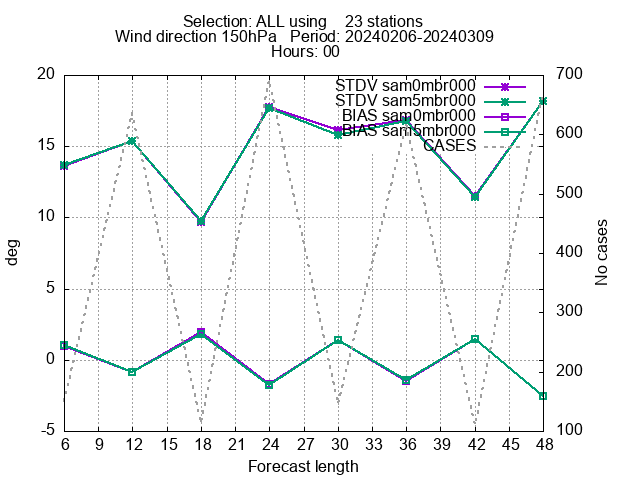 Selection: ALL using    23 stations
Wind direction 150hPa   Period: 20240206-20240309
Hours: 00
STDV sam0mbr000
STDV sam5mbr000
BIAS sam0mbr000
BIAS sam5mbr000
CASES
20
15
10
5
0
-5
deg
700
600
500
400
300
200
100
No cases
6 9 12 15 18 21 24 27 30 33 36 39 42 45 48
Forecast length